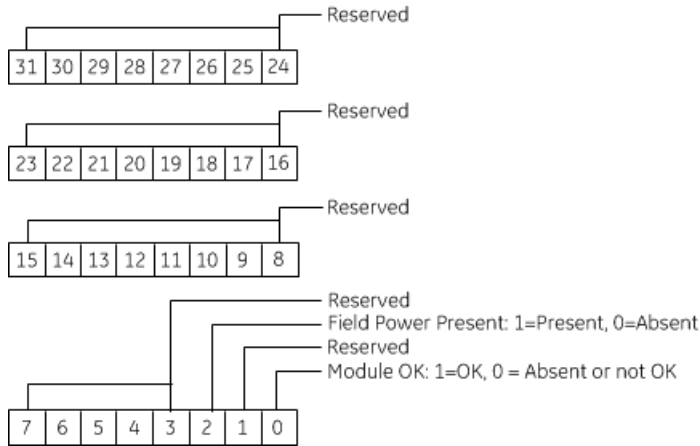 Reserved
31 30 29 28 27 26 25 24
Reserved
23 22 21 20 19 18 17 16
Reserved
15 14 13 12 11 10 9 8
Reserved
Field Power Present: 1=Present, 0=Absent
Reserved
Module OK: 1=OK, 0 = Absent or not OK
7 6 5 4 3 2 1 0